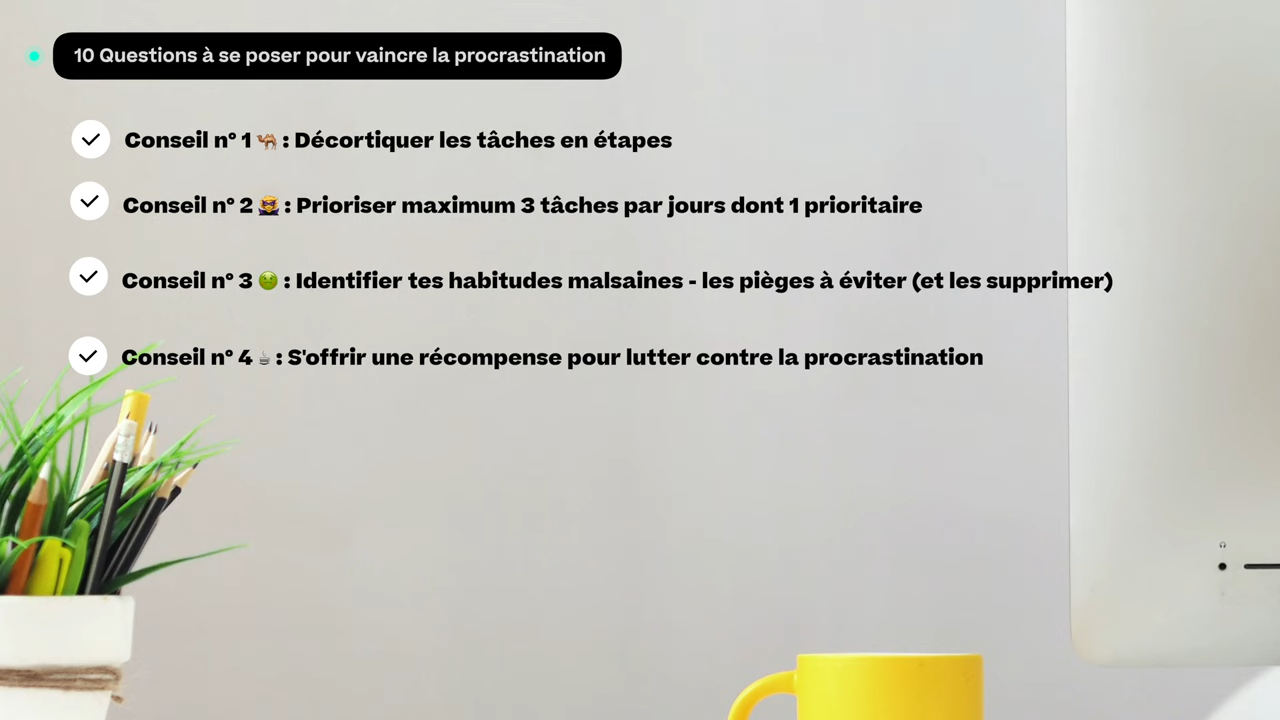 10 Questions à se poser pour vaincre la procrastination
Conseil n° 1 🐪 : Décortiquer les tâches en étapes
Conseil n° 2 🦹 : Prioriser maximum 3 tâches par jours dont 1 prioritaire
Conseil n° 3 🤢 : Identifier tes habitudes malsaines - les pièges à éviter (et les supprimer)
Conseil n° 4 ☕ : S'offrir une récompense pour lutter contre la procrastination